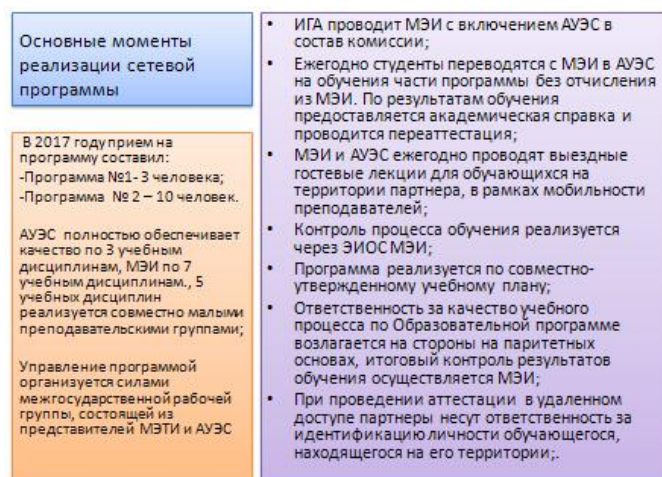 Основные моменты
реализации сетевой
программы
В 2017 году прием на
программу составил:
-Программа №1- 3 человека;
-Программа № 2 – 10 человек.
АУЭС полностью обеспечивает
качество по 3 учебным
дисциплинам, МЭИ по 7
учебным дисциплинам., 5
учебных дисциплин
реализуется совместно малыми
преподавательскими группами;
Управление программой
организуется силами
межгосударственной рабочей
группы, состоящей из
представителей МЭТИ и АУЭС
• ИГА проводит МЭИ с включением АУЭС в
состав комиссии;
• Ежегодно студенты переводятся с МЭИ в АУЭС
на обучения части программы без отчисления
из МЭИ. По результатам обучения
предоставляется академическая справка и
проводится переаттестация;
• МЭИ и АУЭС ежегодно проводят выездные
гостевые лекции для обучающихся на
территории партнера, в рамках мобильности
преподавателей;
• Контроль процесса обучения реализуется
через ЭИОС МЭИ;
• Программа реализуется по совместно-
утвержденному учебному плану;
• Ответственность за качество учебного
процесса по Образовательной программе
возлагается на стороны на паритетных
основах, итоговый контроль результатов
обучения осуществляется МЭИ;
• При проведении аттестации в удаленном
доступе партнеры несут ответственность за
идентификацию личности обучающегося,
находящегося на его территории;.